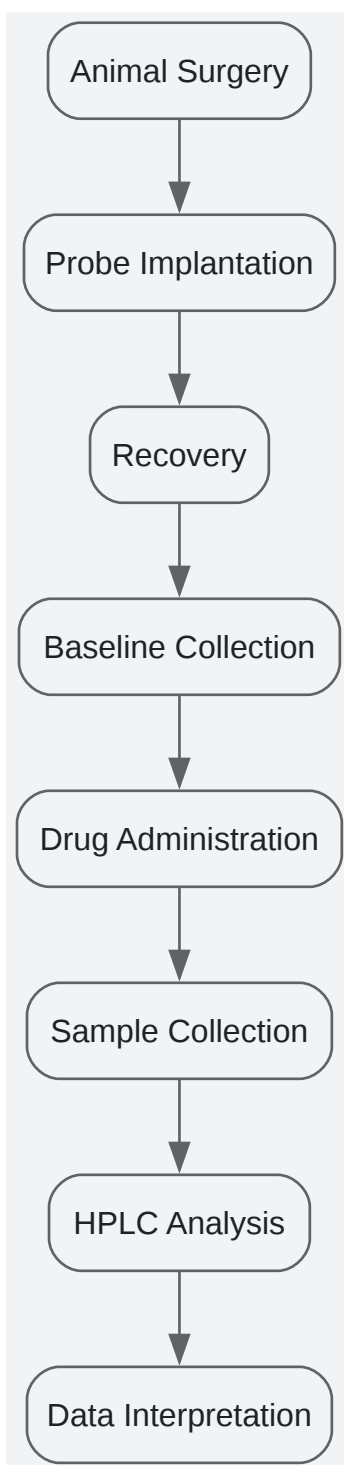 Animal Surgery
Probe Implantation
Recovery
Baseline Collection
Drug Administration
Sample Collection
HPLC Analysis
Data Interpretation